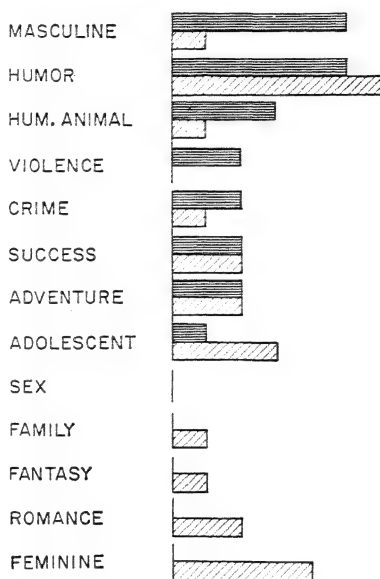 MASCULINE
HUMOR
HUM. ANIMAL
VIOLENCE
CRIME
SUCCESS
ADVENTURE
ADOLESCENT
SEX
FAMILY
FANTASY
ROMANCE
FEMININE